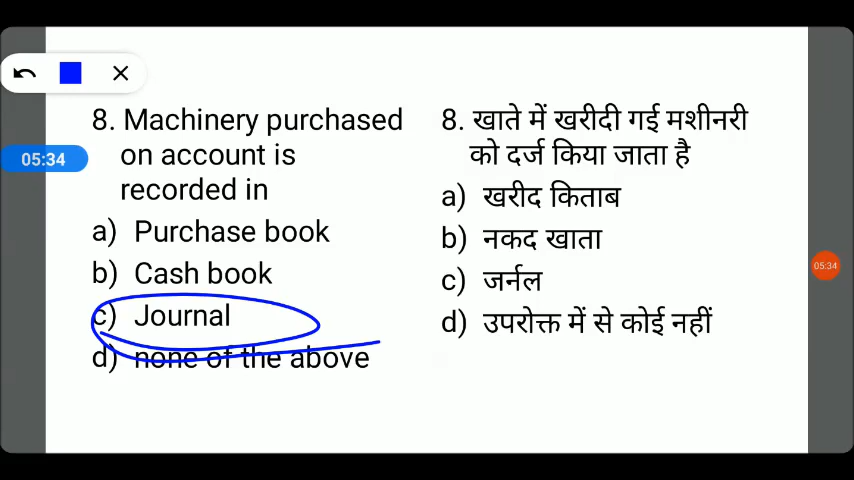 8. Machinery purchased
on account is
recorded in
a) Purchase book
b) Cash book
c) Journal
d) none of the above
8. खाते में खरीदी गई मशीनरी
को दर्ज किया जाता है
a) खरीद किताब
b) नकद खाता
c) जर्नल
d) उपरोक्त में से कोई नहीं
05:34
05:34